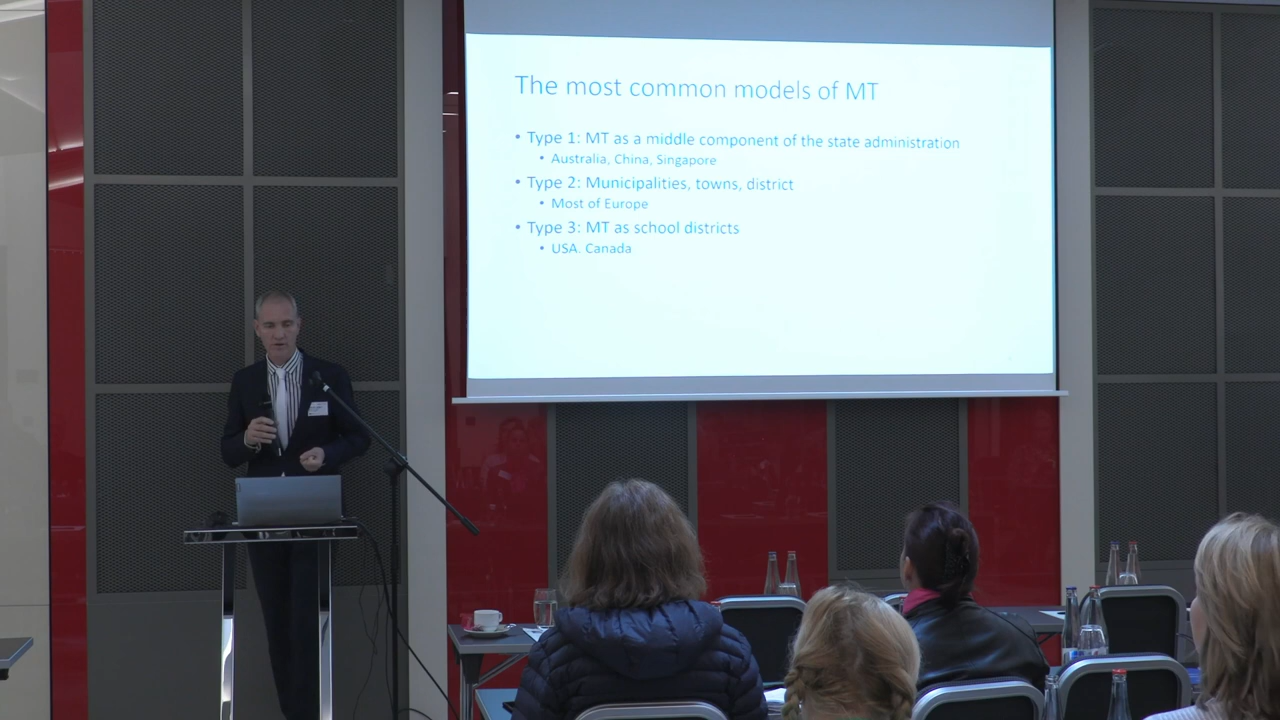 The most common models of MT
• Type 1: MT as a middle component of the state administration
• Australia, China, Singapore
• Type 2: Municipalities, towns, district
• Most of Europe
• Type 3: MT as school districts
• USA. Canada